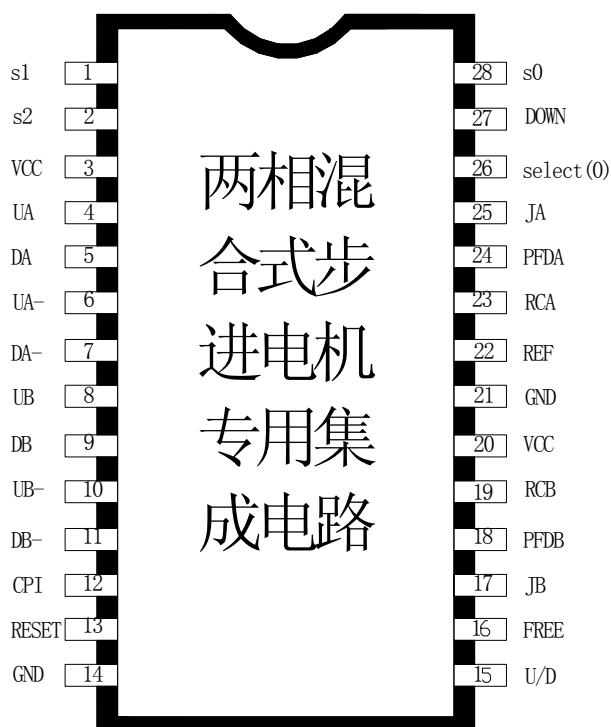 s1 1 28 s0
s2 2 27 DOWN
VCC 3 26 select(0)
UA 4 25 JA
DA 5 24 PFDA
UA- 6 23 RCA
DA- 7 22 REF
UB 8 21 GND
DB 9 20 VCC
UB- 10 19 RCB
DB- 11 18 PFDB
CPI 12 17 JB
RESET 13 16 FREE
GND 14 15 U/D
两相混
合式步
进电机
专用集
成电路